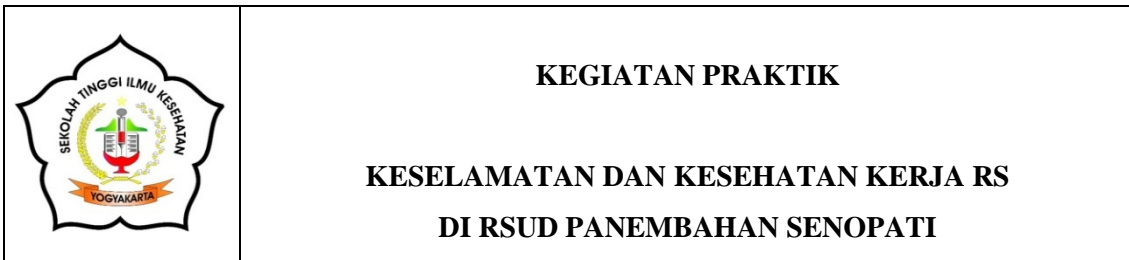 SEKOLAH TINGGI ILMU KESEHATAN
YOGYAKARTA
KEGIATAN PRAKTIK
KESELAMATAN DAN KESEHATAN KERJA RS
DI RSUD PANEMBAHAN SENOPATI